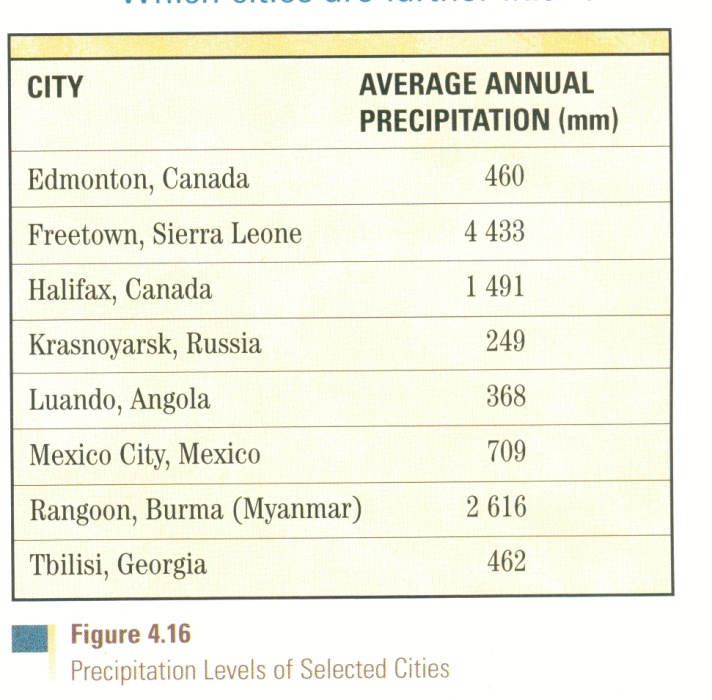 CITY AVERAGE ANNUAL
PRECIPITATION (mm)
Edmonton, Canada 460
Freetown, Sierra Leone 4 433
Halifax, Canada 1 491
Krasnoyarsk, Russia 249
Luando, Angola 368
Mexico City, Mexico 709
Rangoon, Burma (Myanmar) 2 616
Tbilisi, Georgia 462
Figure 4.16
Precipitation Levels of Selected Cities